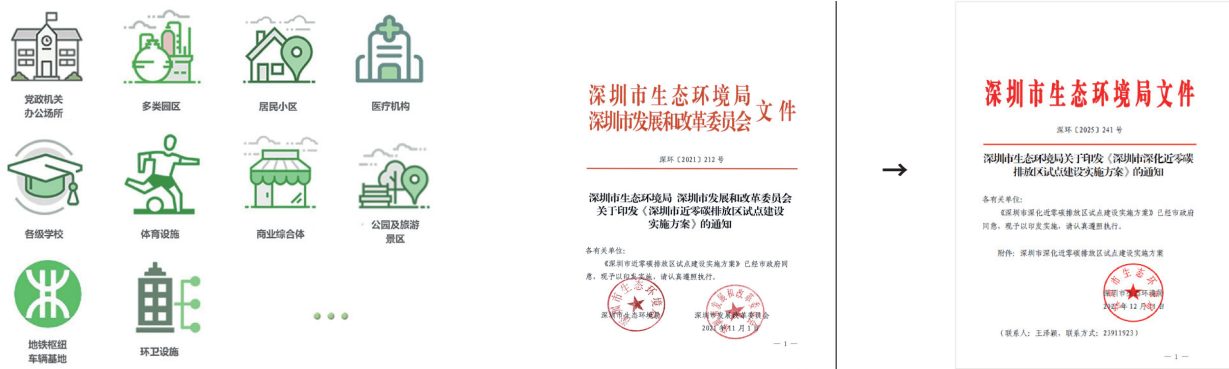 党政机关
办公场所
多类园区
居民小区
医疗机构
各级学校
体育设施
商业综合体
公园及旅游
景区
地铁枢纽
车辆基地
环卫设施
深圳市生态环境局
深圳市发展和改革委员会
文件
深环〔2021〕212 号
深圳市生态环境局 深圳市发展和改革委员会
关于印发《深圳市近零碳排放区试点建设
实施方案》的通知
各有关单位：
《深圳市近零碳排放区试点建设实施方案》已经市政府同
意，现予以印发实施，请认真遵照执行。
深圳市生态环境局
深圳市发展和改革委员会
2021 年 11 月 1 日
— 1 —
→
深圳市生态环境局文件
深环〔2025〕241 号
深圳市生态环境局关于印发《深圳市深化近零碳
排放区试点建设实施方案》的通知
各有关单位：
《深圳市深化近零碳排放区试点建设实施方案》已经市政府
同意，现予以印发实施，请认真遵照执行。
附件：深圳市深化近零碳排放区试点建设实施方案
深圳市生态环境局
（联系人：王泽颖，联系方式：23911923）
— 1 —